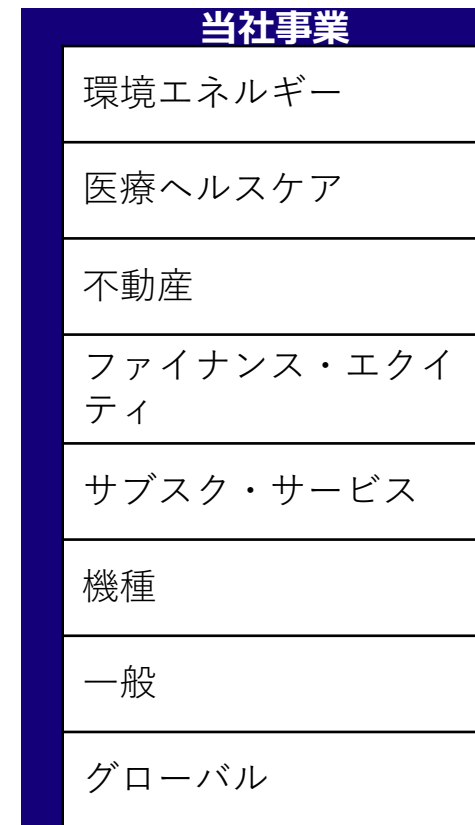 当社事業
環境エネルギー
医療ヘルスケア
不動産
ファイナンス・エクイ
ティ
サブスク・サービス
機種
一般
グローバル